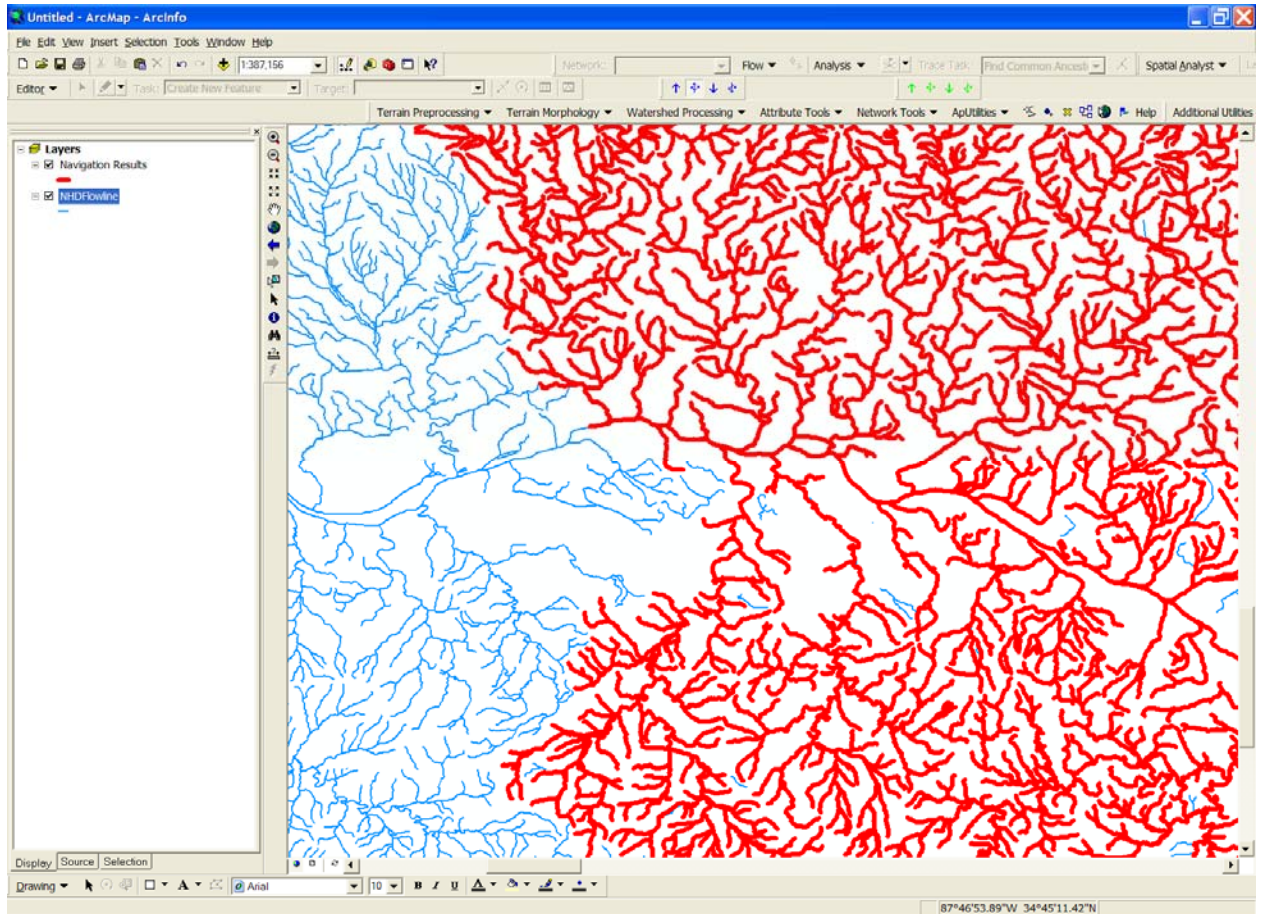 Untitled - ArcMap - ArcInfo
File Edit View Insert Selection Tools Window Help
1:387,156 Network: Flow Analysis Trace Task: Find Common Ancest Spatial Analyst
Editor Task: Create New Feature Target:
Terrain Preprocessing Terrain Morphology Watershed Processing Attribute Tools Network Tools ApUtilities Help Additional Utilities
Layers
Navigation Results
NHDFlowline
Display Source Selection
Drawing A Arial 10 B I U A
87°46'53.89"W 34°45'11.42"N